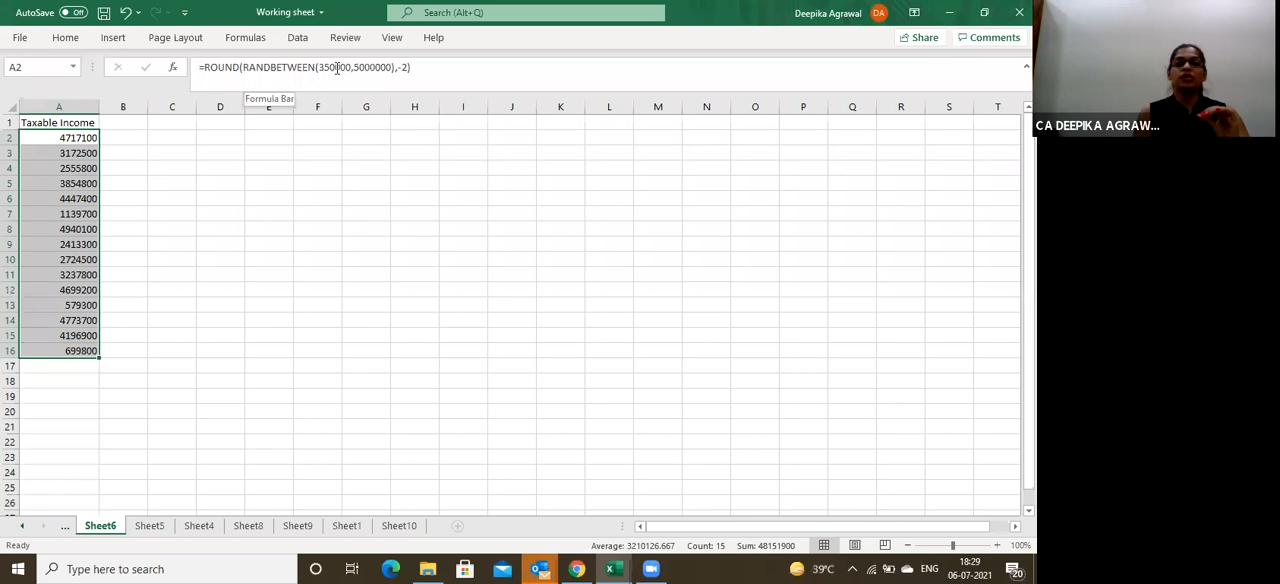 AutoSave Off Working sheet Search (Alt+Q) Deepika Agrawal DA
File Home Insert Page Layout Formulas Data Review View Help Share Comments
A2 fx =ROUND(RANDBETWEEN(350000,5000000),-2)
Formula Bar
A B C D E F G H I J K L M N O P Q R S T
1 Taxable Income
2 4717100
3 3172500
4 2555800
5 3854800
6 4447400
7 1139700
8 4940100
9 2413300
10 2724500
11 3237800
12 4699200
13 579300
14 4773700
15 4196900
16 699800
17
18
19
20
21
22
23
24
25
26
... Sheet6 Sheet5 Sheet4 Sheet8 Sheet9 Sheet1 Sheet10
Ready Average: 3210126.667 Count: 15 Sum: 48151900 100%
Type here to search 39°C ENG 18:29
06-07-2021 20
CA DEEPIKA AGRAW...